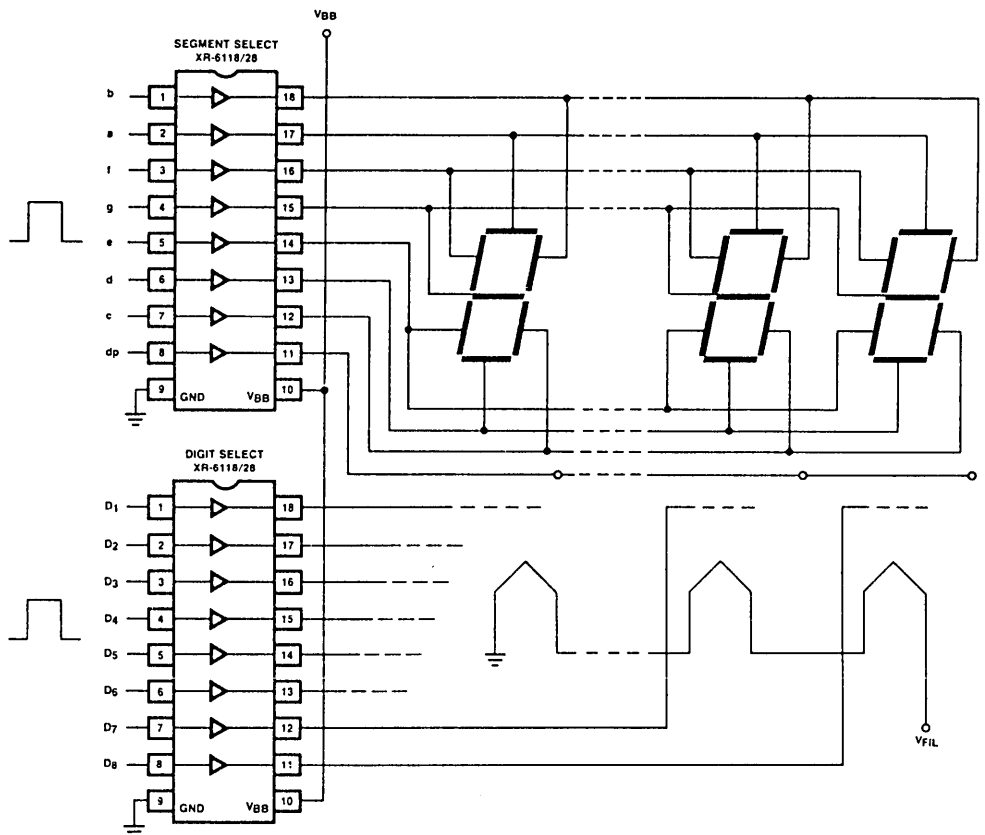 VBB
SEGMENT SELECT
XR-6118/28
b 1 18
a 2 17
f 3 16
g 4 15
e 5 14
d 6 13
c 7 12
dp 8 11
9 GND VBB 10
DIGIT SELECT
XR-6118/28
D1 1 18
D2 2 17
D3 3 16
D4 4 15
D5 5 14
D6 6 13
D7 7 12
D8 8 11
9 GND VBB 10
VFIL